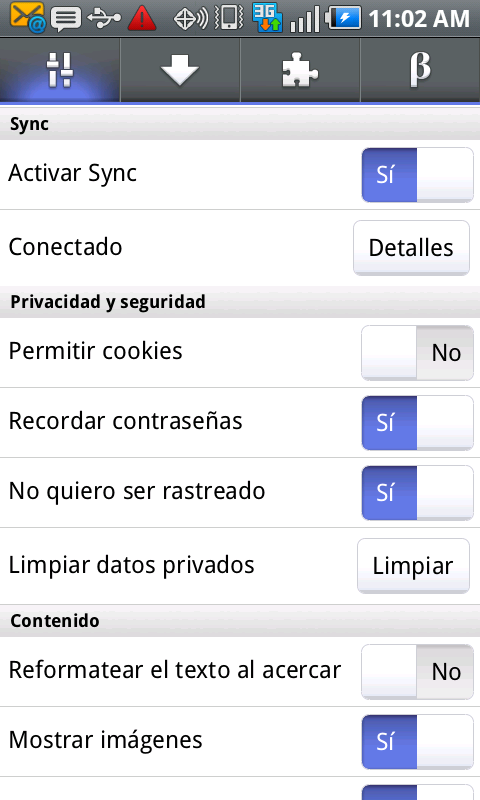 3G
11:02 AM
β
Sync
Activar Sync
Sí
Conectado
Detalles
Privacidad y seguridad
Permitir cookies
No
Recordar contraseñas
Sí
No quiero ser rastreado
Sí
Limpiar datos privados
Limpiar
Contenido
Reformatear el texto al acercar
No
Mostrar imágenes
Sí